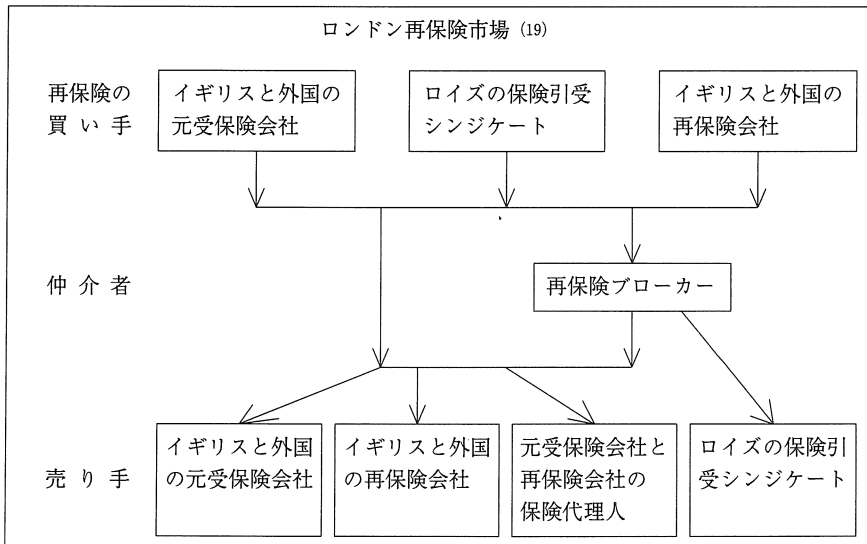 ロンドン再保険市場 (19)
再保険の
買い手
イギリスと外国の
元受保険会社
ロイズの保険引受
シンジケート
イギリスと外国の
再保険会社
仲介者
再保険ブローカー
売り手
イギリスと外国
の元受保険会社
イギリスと外国
の再保険会社
元受保険会社と
再保険会社の
保険代理人
ロイズの保険引
受シンジケート